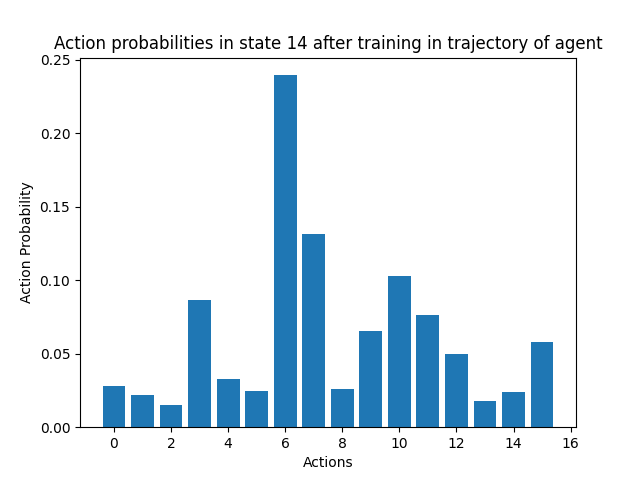 Action probabilities in state 14 after training in trajectory of agent
0.25
0.20
0.15
0.10
0.05
0.00
Action Probability
0 2 4 6 8 10 12 14 16
Actions